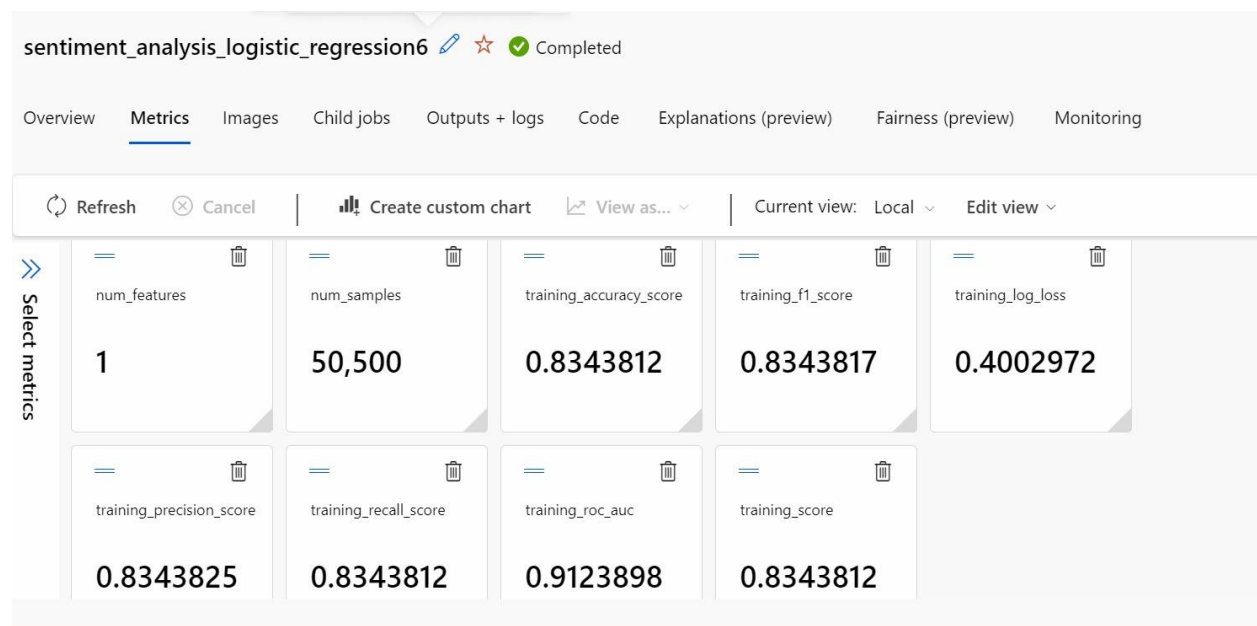 sentiment_analysis_logistic_regression6 Completed
Overview Metrics Images Child jobs Outputs + logs Code Explanations (preview) Fairness (preview) Monitoring
Refresh Cancel Create custom chart View as... Current view: Local Edit view
Select metrics
num_features num_samples training_accuracy_score training_f1_score training_log_loss
1 50,500 0.8343812 0.8343817 0.4002972
training_precision_score training_recall_score training_roc_auc training_score
0.8343825 0.8343812 0.9123898 0.8343812